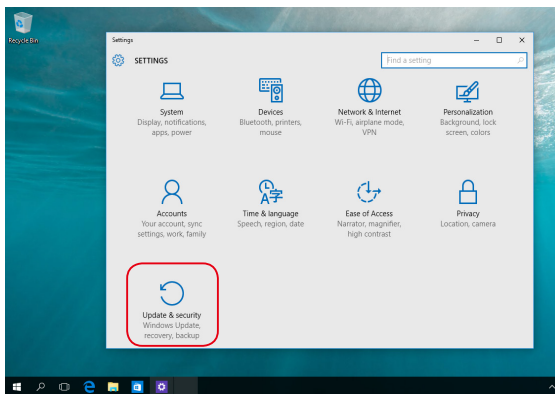 Recycle Bin
Settings
SETTINGS
Find a setting
System
Display, notifications,
apps, power
Devices
Bluetooth, printers,
mouse
Network & Internet
Wi-Fi, airplane mode,
VPN
Personalization
Background, lock
screen, colors
Accounts
Your account, sync
settings, work, family
Time & language
Speech, region, date
Ease of Access
Narrator, magnifier,
high contrast
Privacy
Location, camera
Update & security
Windows Update,
recovery, backup